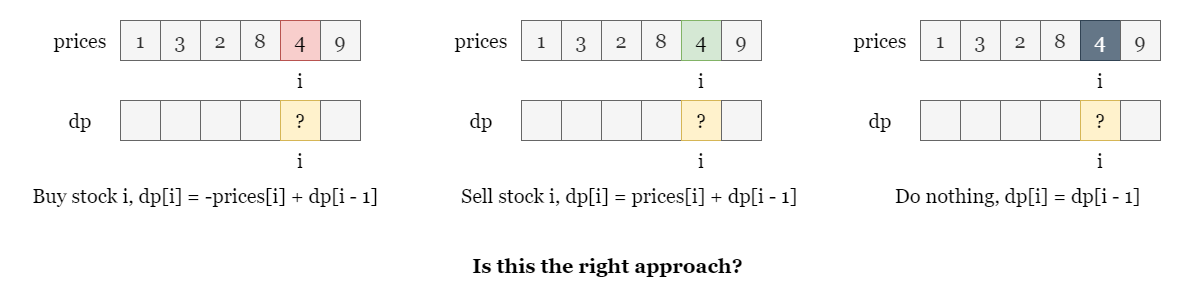 prices 1 3 2 8 4 9
i
dp ?
i
Buy stock i, dp[i] = -prices[i] + dp[i - 1]
prices 1 3 2 8 4 9
i
dp ?
i
Sell stock i, dp[i] = prices[i] + dp[i - 1]
prices 1 3 2 8 4 9
i
dp ?
i
Do nothing, dp[i] = dp[i - 1]
Is this the right approach?